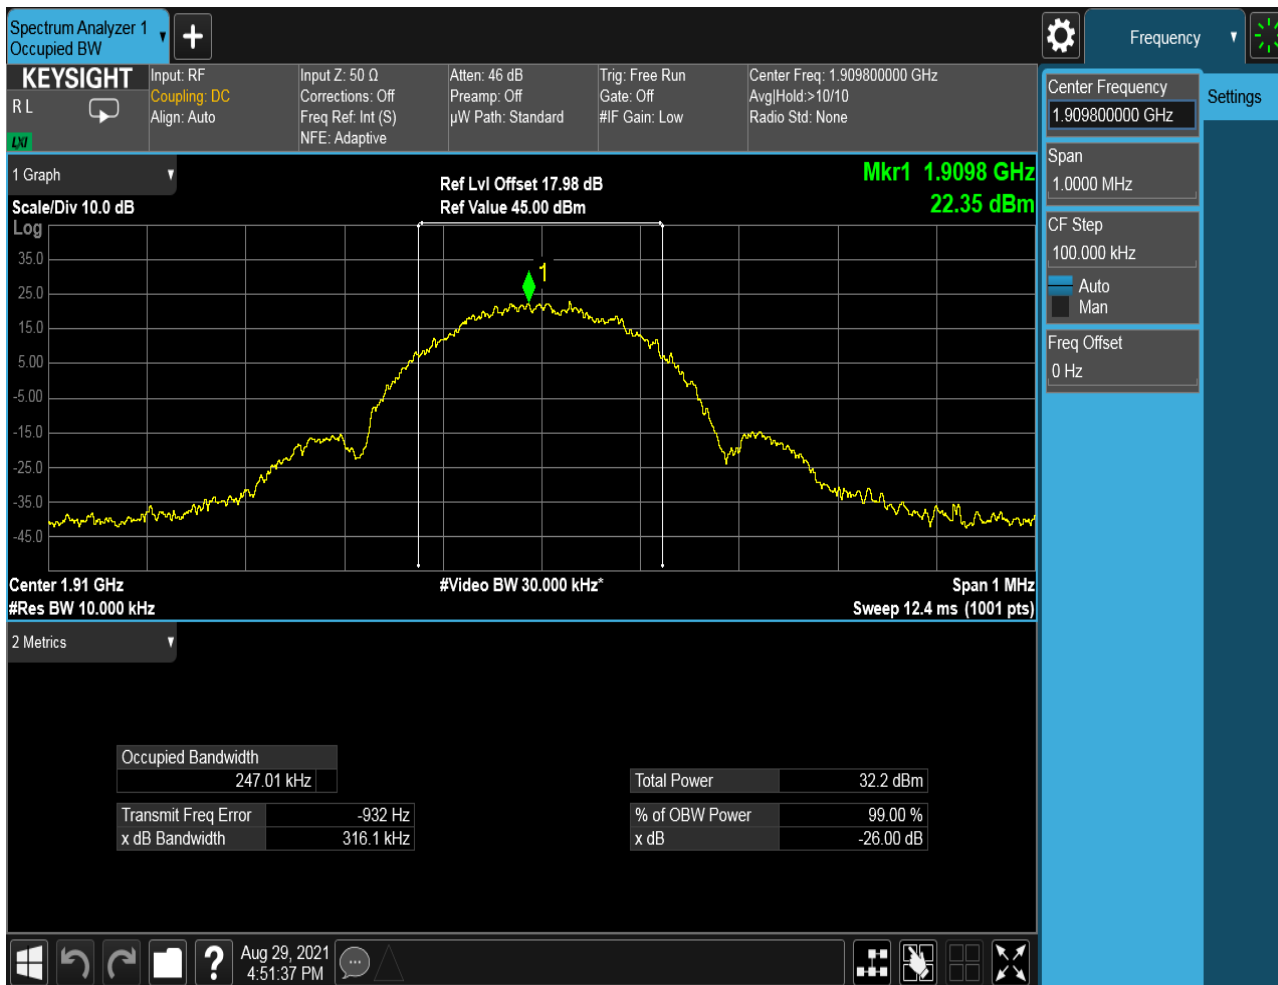 Spectrum Analyzer 1
Occupied BW
Frequency
KEYSIGHT
R L
LXI
Input: RF
Coupling: DC
Align: Auto
Input Z: 50 Ω
Corrections: Off
Freq Ref: Int (S)
NFE: Adaptive
Atten: 46 dB
Preamp: Off
µW Path: Standard
Trig: Free Run
Gate: Off
#IF Gain: Low
Center Freq: 1.909800000 GHz
Avg|Hold:>10/10
Radio Std: None
Center Frequency
1.909800000 GHz
Settings
Span
1.0000 MHz
CF Step
100.000 kHz
Auto
Man
Freq Offset
0 Hz
1 Graph
Scale/Div 10.0 dB
Ref Lvl Offset 17.98 dB
Ref Value 45.00 dBm
Mkr1 1.9098 GHz
22.35 dBm
Log
35.0
25.0
15.0
5.00
-5.00
-15.0
-25.0
-35.0
-45.0
1
Center 1.91 GHz
#Res BW 10.000 kHz
#Video BW 30.000 kHz*
Span 1 MHz
Sweep 12.4 ms (1001 pts)
2 Metrics
Occupied Bandwidth
247.01 kHz
Transmit Freq Error -932 Hz
x dB Bandwidth 316.1 kHz
Total Power 32.2 dBm
% of OBW Power 99.00 %
x dB -26.00 dB
?
Aug 29, 2021
4:51:37 PM